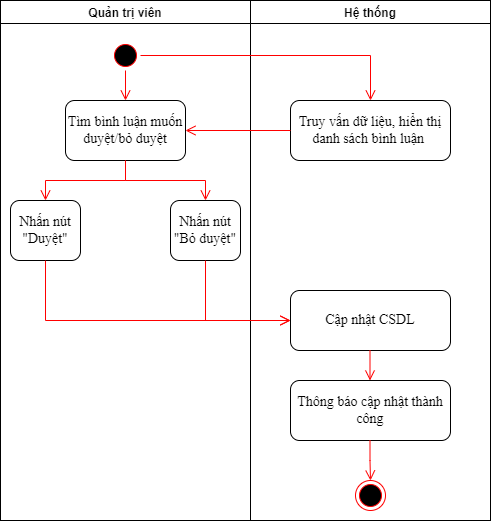 Quản trị viên
Hệ thống
Tìm bình luận muốn
duyệt/bỏ duyệt
Truy vấn dữ liệu, hiển thị
danh sách bình luận
Nhấn nút
"Duyệt"
Nhấn nút
"Bỏ duyệt"
Cập nhật CSDL
Thông báo cập nhật thành
công